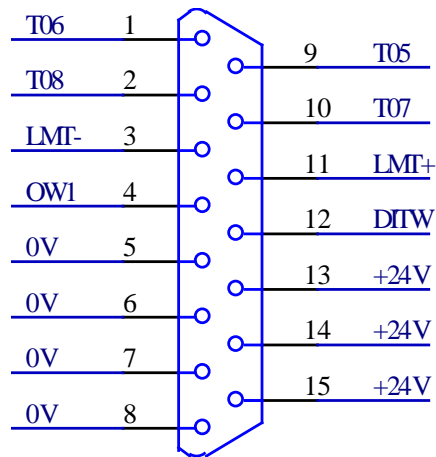 T06 1
9 T05
T08 2
10 T07
LMT- 3
11 LMT+
OW1 4
12 DITW
0V 5
13 +24V
0V 6
14 +24V
0V 7
15 +24V
0V 8